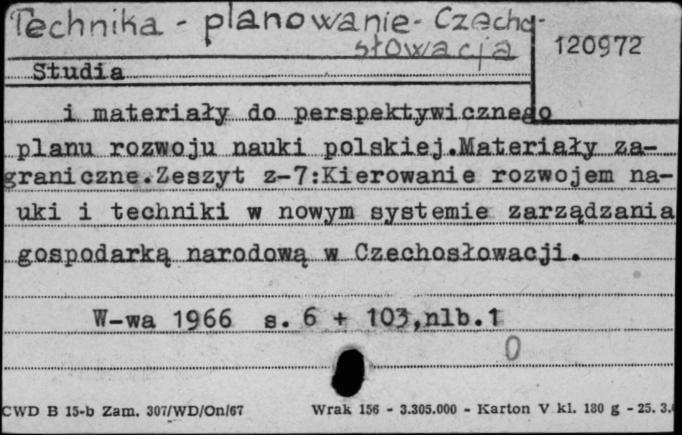 Technika - planowanie - Czecho-
słowacja
120972
Studia
i materiały do perspektywicznego
planu rozwoju nauki polskiej.Materiały za-
graniczne.Zeszyt z-7:Kierowanie rozwojem na-
uki i techniki w nowym systemie zarządzania
gospodarką narodową w Czechosłowacji.
W-wa 1966 s. 6 + 103,nlb.1
0
CWD B 15-b Zam. 307/WD/On/67 Wrak 156 - 3.305.000 - Karton V kl. 180 g - 25. 3.